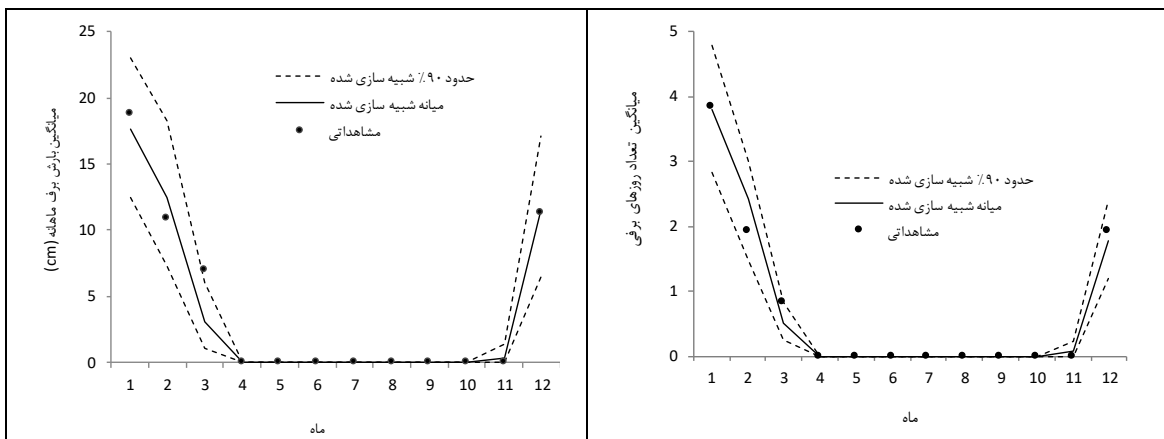 میانگین بارش برف ماهانه (cm)
25
20
15
10
5
0
حدود ۹۰٪ شبیه سازی شده
میانه شبیه سازی شده
مشاهداتی
1 2 3 4 5 6 7 8 9 10 11 12
ماه
میانگین تعداد روزهای برفی
5
4
3
2
1
0
حدود ۹۰٪ شبیه سازی شده
میانه شبیه سازی شده
مشاهداتی
1 2 3 4 5 6 7 8 9 10 11 12
ماه